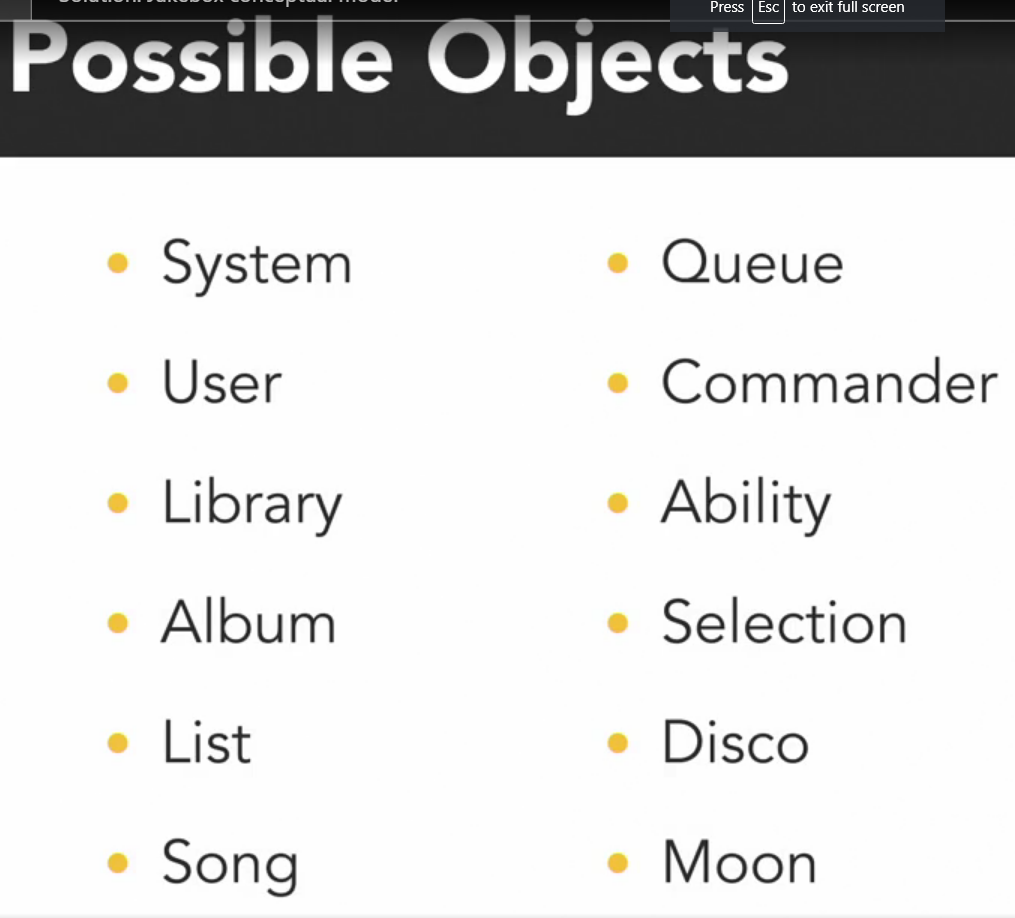 Solution: Jukebox conceptual model
Press Esc to exit full screen
Possible Objects
System
User
Library
Album
List
Song
Queue
Commander
Ability
Selection
Disco
Moon